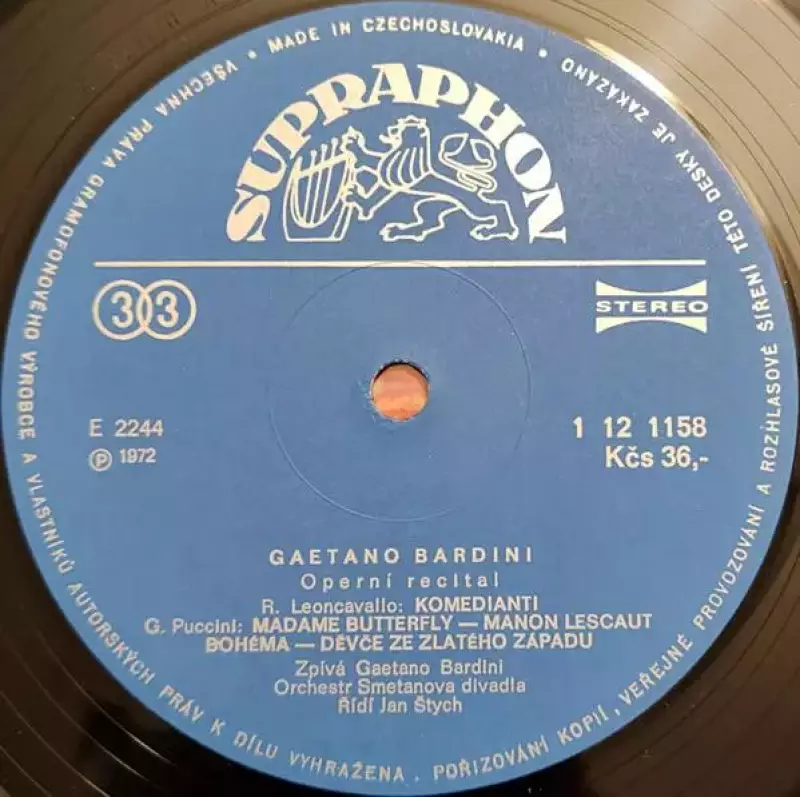 VŠECHNA PRÁVA GRAMOFONOVÉHO VÝROBCE A VLASTNÍKŮ AUTORSKÝCH PRÁV K DÍLU VYHRAŽENA. POŘIZOVÁNÍ KOPIÍ, VEŘEJNÉ PROVOZOVÁNÍ A ROZHLASOVÉ ŠÍŘENÍ TÉTO DESKY JE ZAKÁZÁNO • MADE IN CZECHOSLOVAKIA •
SUPRAPHON
33
STEREO
E 2244
1 12 1158
℗ 1972
Kčs 36,-
GAETANO BARDINI
Operní recital
R. Leoncavallo: KOMEDIANTI
G. Puccini: MADAME BUTTERFLY — MANON LESCAUT
BOHÉMA — DĚVČE ZE ZLATÉHO ZÁPADU
Zpívá Gaetano Bardini
Orchestr Smetanova divadla
Řídí Jan Štych